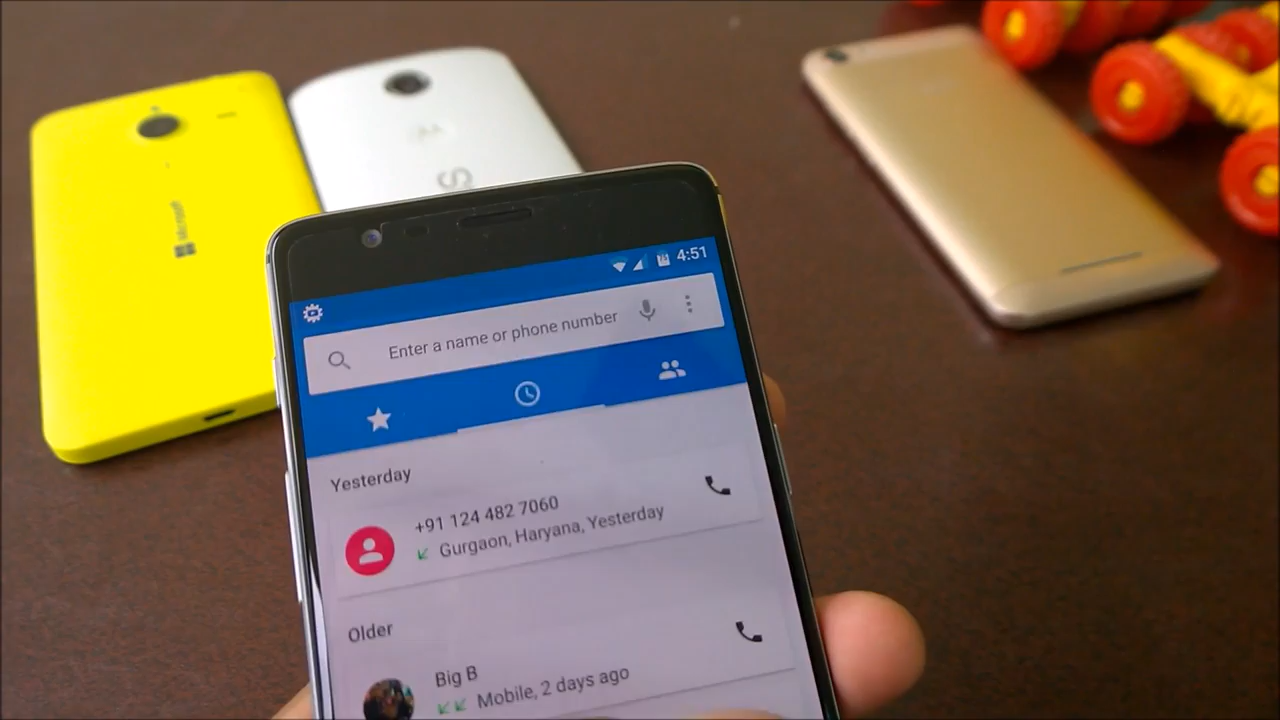 Microsoft
S
4:51
Enter a name or phone number
Yesterday
+91 124 482 7060
Gurgaon, Haryana, Yesterday
Older
Big B
Mobile, 2 days ago